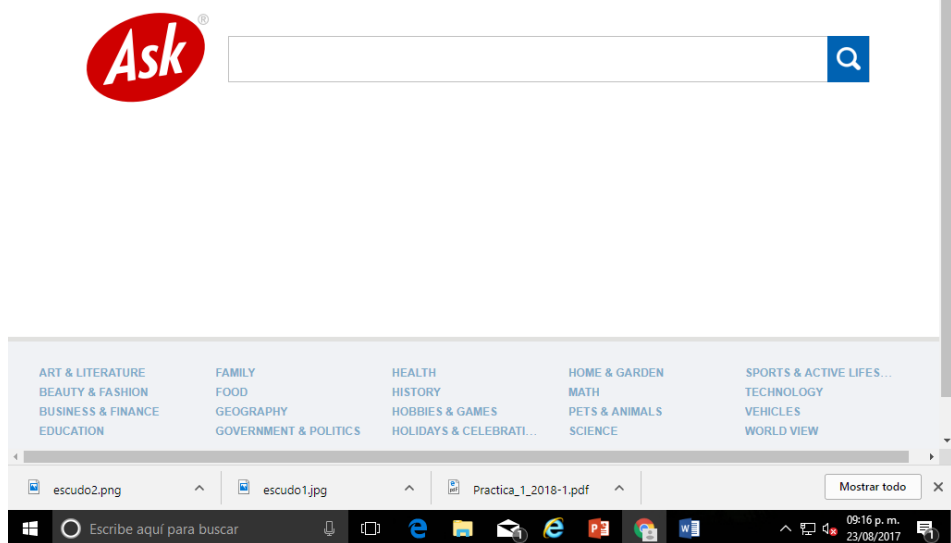 Ask®
ART & LITERATURE FAMILY HEALTH HOME & GARDEN SPORTS & ACTIVE LIFES...
BEAUTY & FASHION FOOD HISTORY MATH TECHNOLOGY
BUSINESS & FINANCE GEOGRAPHY HOBBIES & GAMES PETS & ANIMALS VEHICLES
EDUCATION GOVERNMENT & POLITICS HOLIDAYS & CELEBRATI... SCIENCE WORLD VIEW
escudo2.png escudo1.jpg Practica_1_2018-1.pdf Mostrar todo
Escribe aquí para buscar 09:16 p. m.
23/08/2017